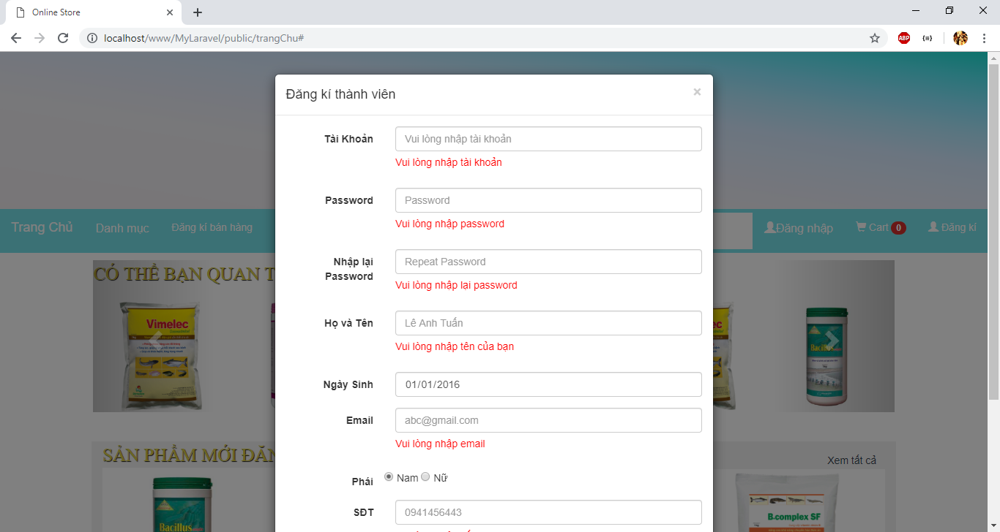 Online Store
localhost/www/MyLaravel/public/trangChu#
ABP
Đăng kí thành viên
Tài Khoản
Vui lòng nhập tài khoản
Vui lòng nhập tài khoản
Password
Password
Vui lòng nhập password
Nhập lại
Password
Repeat Password
Vui lòng nhập lại password
Họ và Tên
Lê Anh Tuấn
Vui lòng nhập tên của bạn
Ngày Sinh
01/01/2016
Email
abc@gmail.com
Vui lòng nhập email
Phái
Nam
Nữ
SĐT
0941456443
Trang Chủ
Danh mục
Đăng kí bán hàng
Đăng nhập
Cart 0
Đăng kí
CÓ THỂ BẠN QUAN T
Vimelec
Bacillus
SẢN PHẨM MỚI ĐĂN
Xem tất cả
Bacillus
B.complex SF